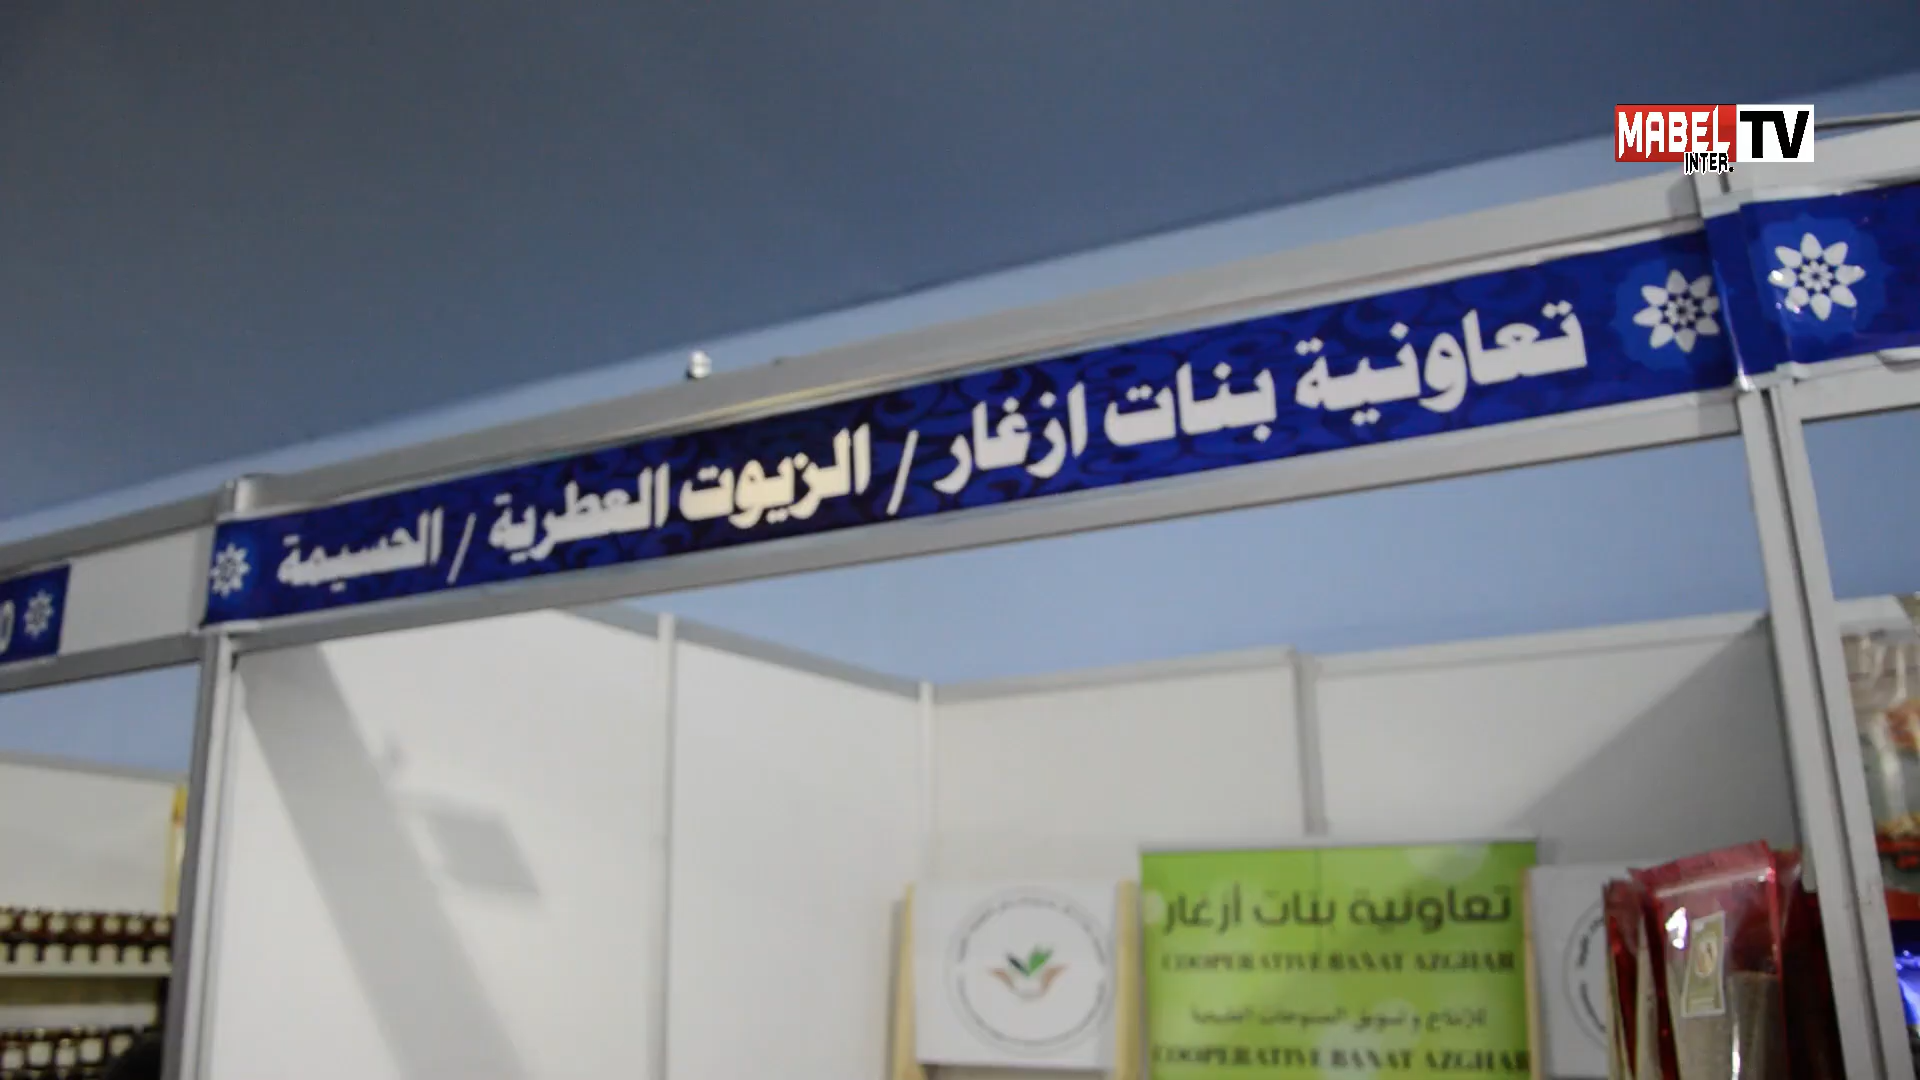 MABEL TV
INTER.
تعاونية بنات ازغار / الزيوت العطرية / الحسيمة
تعاونية بنات أزغار
COOPERATIVE BANAT AZGHAR
COOPERATIVE BANAT AZGHAR